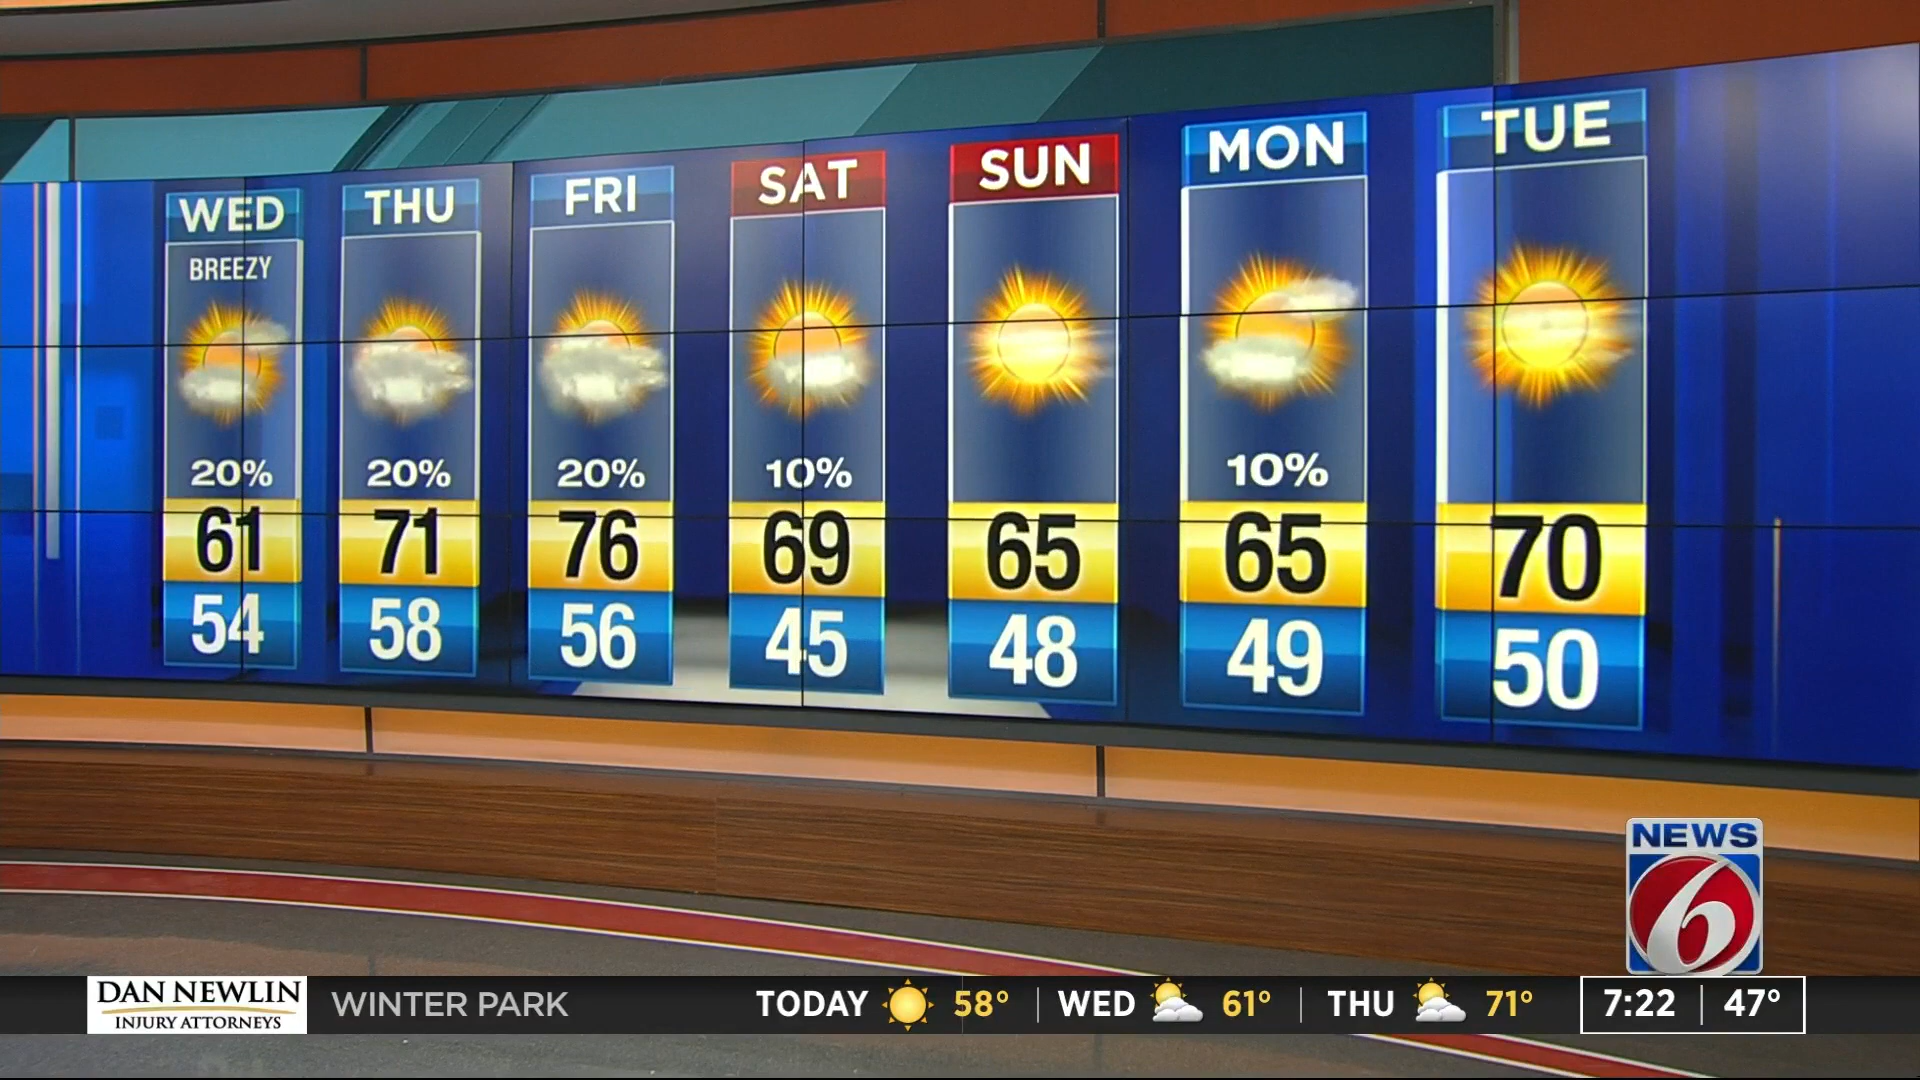 WED
BREEZY
20%
61
54
THU
20%
71
58
FRI
20%
76
56
SAT
10%
69
45
SUN
65
48
MON
10%
65
49
TUE
70
50
NEWS
6
DAN NEWLIN
INJURY ATTORNEYS
WINTER PARK
TODAY 58° | WED 61° | THU 71°
7:22 | 47°